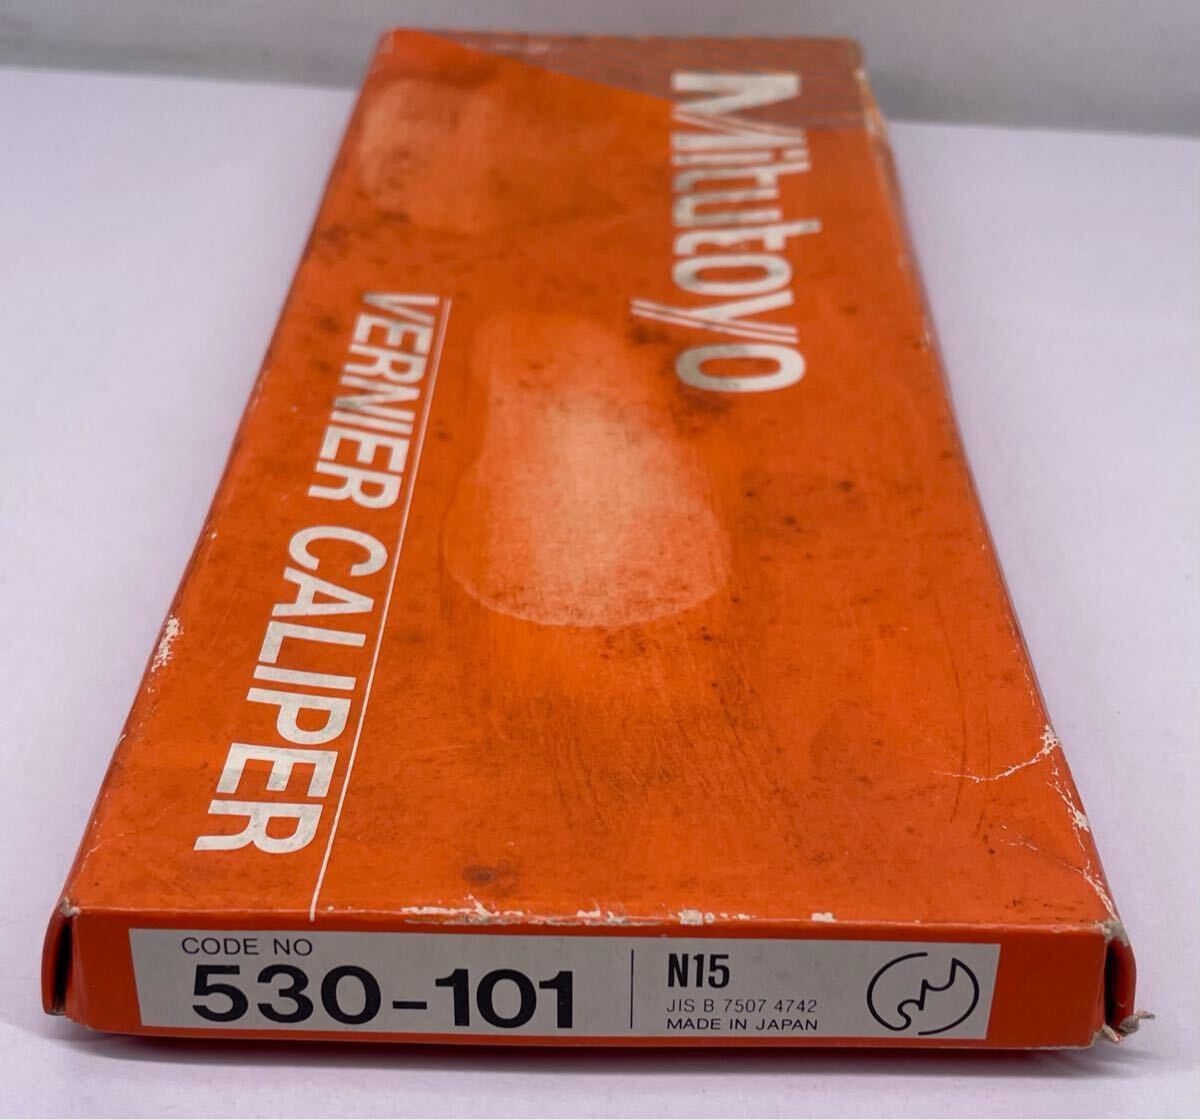 Mitutoyo
VERNIER CALIPER
CODE NO
530-101
N15
JIS B 7507 4742
MADE IN JAPAN